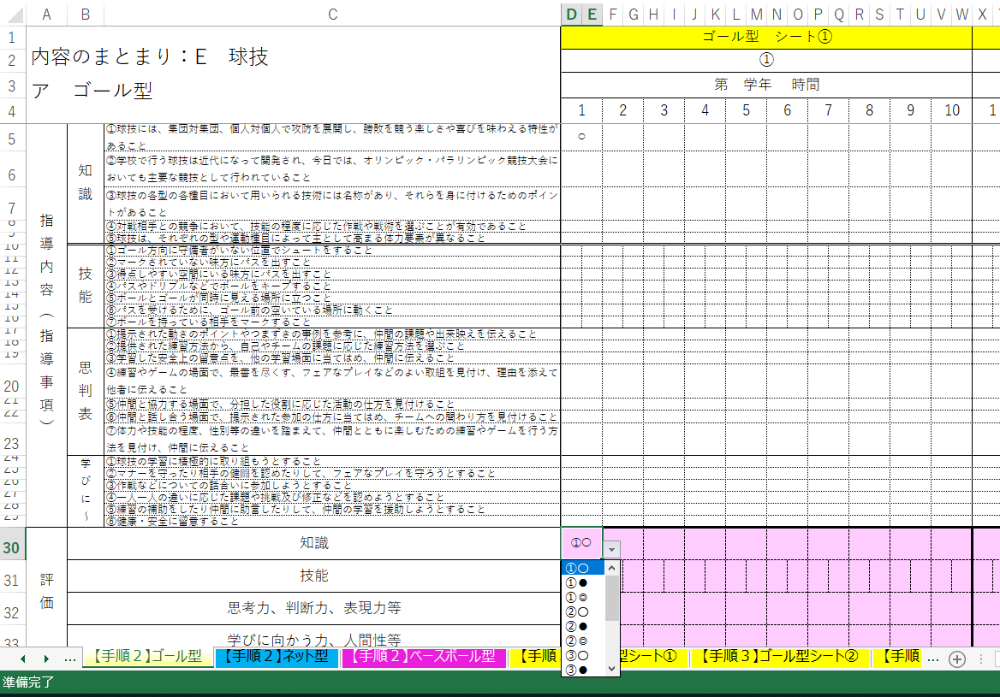 A B C D E F G H I J K L M N O P Q R S T U V W X
1 ゴール型　シート①
2 内容のまとまり：E　球技 ①
3 ア　ゴール型 第　学年　時間
4 1 2 3 4 5 6 7 8 9 10 1
指導内容（指導事項）
知識
5 ①球技には、集団対集団、個人対個人で攻防を展開し、勝敗を競う楽しさや喜びを味わえる特性が ○
あること
6 ②学校で行う球技は近代になって開発され、今日では、オリンピック・パラリンピック競技大会に
おいても主要な競技として行われていること
7 ③球技の各型の各種目において用いられる技術には名称があり、それらを身に付けるためのポイン
トがあること
8 ④対戦相手との競争において、技能の程度に応じた作戦や戦術を選ぶことが有効であること
9 ⑤球技は、それぞれの型や運動種目によって主として高まる体力要素が異なること
技能
10 ①ゴール方向に守備者がいない位置でシュートをすること
11 ②マークされていない味方にパスを出すこと
12 ③得点しやすい空間にいる味方にパスを出すこと
13 ④パスやドリブルなどでボールをキープすること
14 ⑤ボールとゴールが同時に見える場所に立つこと
15 ⑥パスを受けるために、ゴール前の空いている場所に動くこと
16 ⑦ボールを持っている相手をマークすること
思判表
17 ①提示された動きのポイントやつまずきの事例を参考に、仲間の課題や出来映えを伝えること
18 ②提供された練習方法から、自己やチームの課題に応じた練習方法を選ぶこと
19 ③学習した安全上の留意点を、他の学習場面に当てはめ、仲間に伝えること
20 ④練習やゲームの場面で、最善を尽くす、フェアなプレイなどのよい取組を見付け、理由を添えて
他者に伝えること
21 ⑤仲間と協力する場面で、分担した役割に応じた活動の仕方を見付けること
22 ⑥仲間と話し合う場面で、提示された参加の仕方に当てはめ、チームへの関わり方を見付けること
23 ⑦体力や技能の程度、性別等の違いを踏まえて、仲間とともに楽しむための練習やゲームを行う方
法を見付け、仲間に伝えること
学びに～
24 ①球技の学習に積極的に取り組もうとすること
25 ②マナーを守ったり相手の健闘を認めたりして、フェアなプレイを守ろうとすること
26 ③作戦などについての話合いに参加しようとすること
27 ④一人一人の違いに応じた課題や挑戦及び修正などを認めようとすること
28 ⑤練習の補助をしたり仲間に助言したりして、仲間の学習を援助しようとすること
29 ⑥健康・安全に留意すること
評価
30 知識 ①○
31 技能
32 思考力、判断力、表現力等
33 学びに向かう力、人間性等
①○
①●
①◎
②○
②●
②◎
③○
③●
... 【手順２】ゴール型 【手順２】ネット型 【手順２】ベースボール型 【手順 型シート① 【手順３】ゴール型シート② 【手順 ...
準備完了